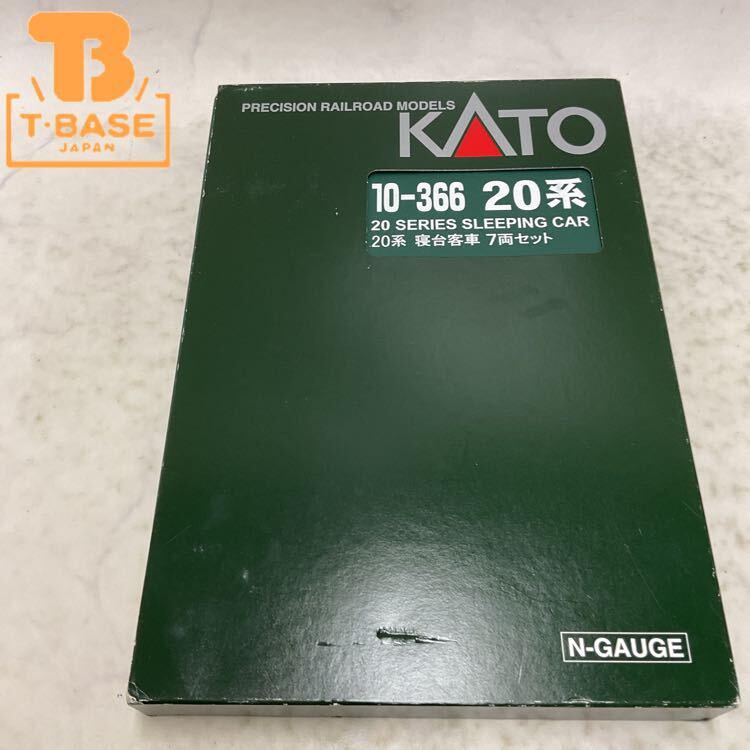 TB
T·BASE
JAPAN
PRECISION RAILROAD MODELS
KATO
10-366 20系
20 SERIES SLEEPING CAR
20系 寝台客車 7両セット
N-GAUGE